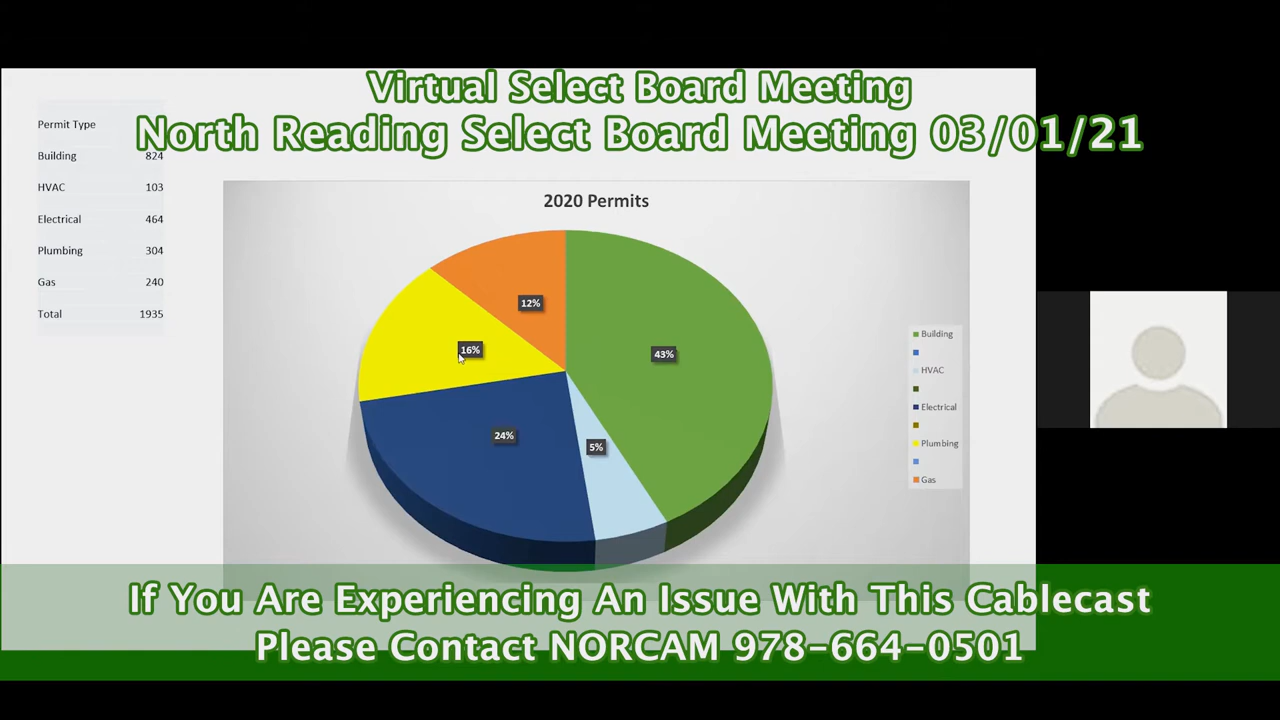 Virtual Select Board Meeting
North Reading Select Board Meeting 03/01/21
Permit Type
Building 824
HVAC 103
Electrical 464
Plumbing 304
Gas 240
Total 1935
2020 Permits
12%
16%
43%
24%
5%
Building
HVAC
Electrical
Plumbing
Gas
If You Are Experiencing An Issue With This Cablecast
Please Contact NORCAM 978-664-0501